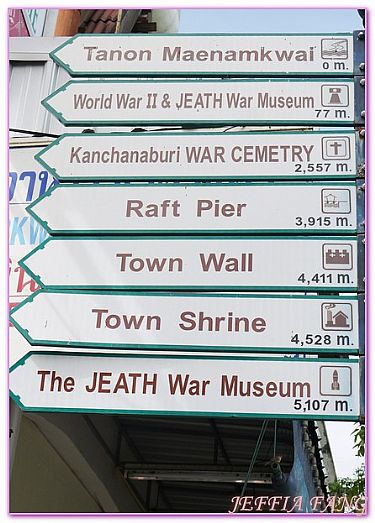 Tanon Maenamkwai
0 m.
World War II & JEATH War Museum
77 m.
Kanchanaburi WAR CEMETRY
2,557 m.
Raft Pier
3,915 m.
Town Wall
4,411 m.
Town Shrine
4,528 m.
The JEATH War Museum
5,107 m.
JEFFIA FANG